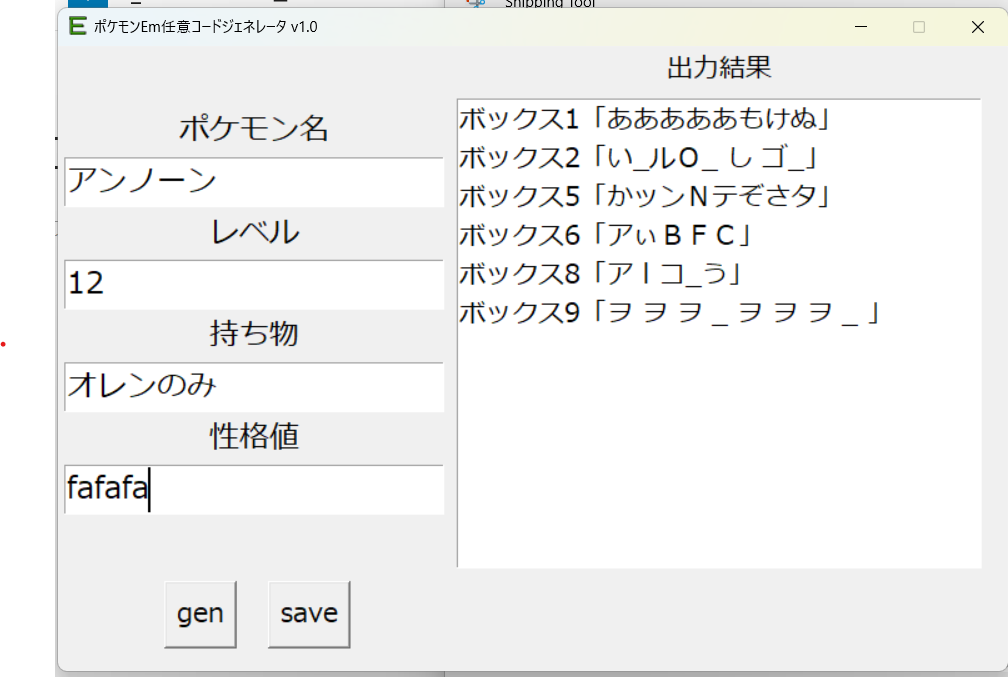 Snipping Tool
ポケモンEm任意コードジェネレータ v1.0
出力結果
ポケモン名
アンノーン
レベル
12
持ち物
オレンのみ
性格値
fafafa
gen
save
ボックス1「あああああもけぬ」
ボックス2「い_ルＯ_ し ゴ_」
ボックス5「かッンＮテぞさタ」
ボックス6「アぃＢＦＣ」
ボックス8「アｌコ_う」
ボックス9「ヲ ヲ ヲ _ ヲ ヲ ヲ _ 」